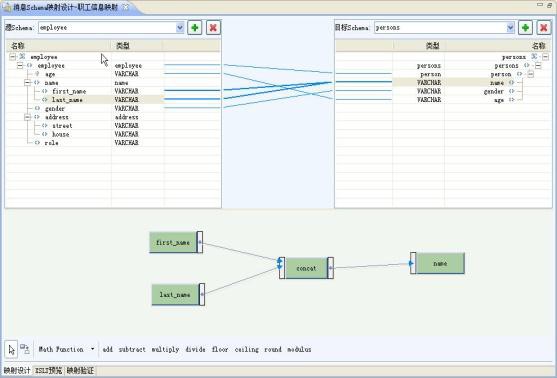 消息Schema映射设计-职工信息映射
源Schema: employee
目标Schema: persons
名称 类型
类型 名称
employee
employee employee
age VARCHAR
name name
first_name VARCHAR
last_name VARCHAR
gender VARCHAR
address address
street VARCHAR
house VARCHAR
role VARCHAR
persons
persons persons
person person
VARCHAR name
VARCHAR gender
VARCHAR age
first_name
last_name
concat
name
Math Function add subtract multiply divide floor ceiling round modulus
映射设计 XSLT预览 映射验证